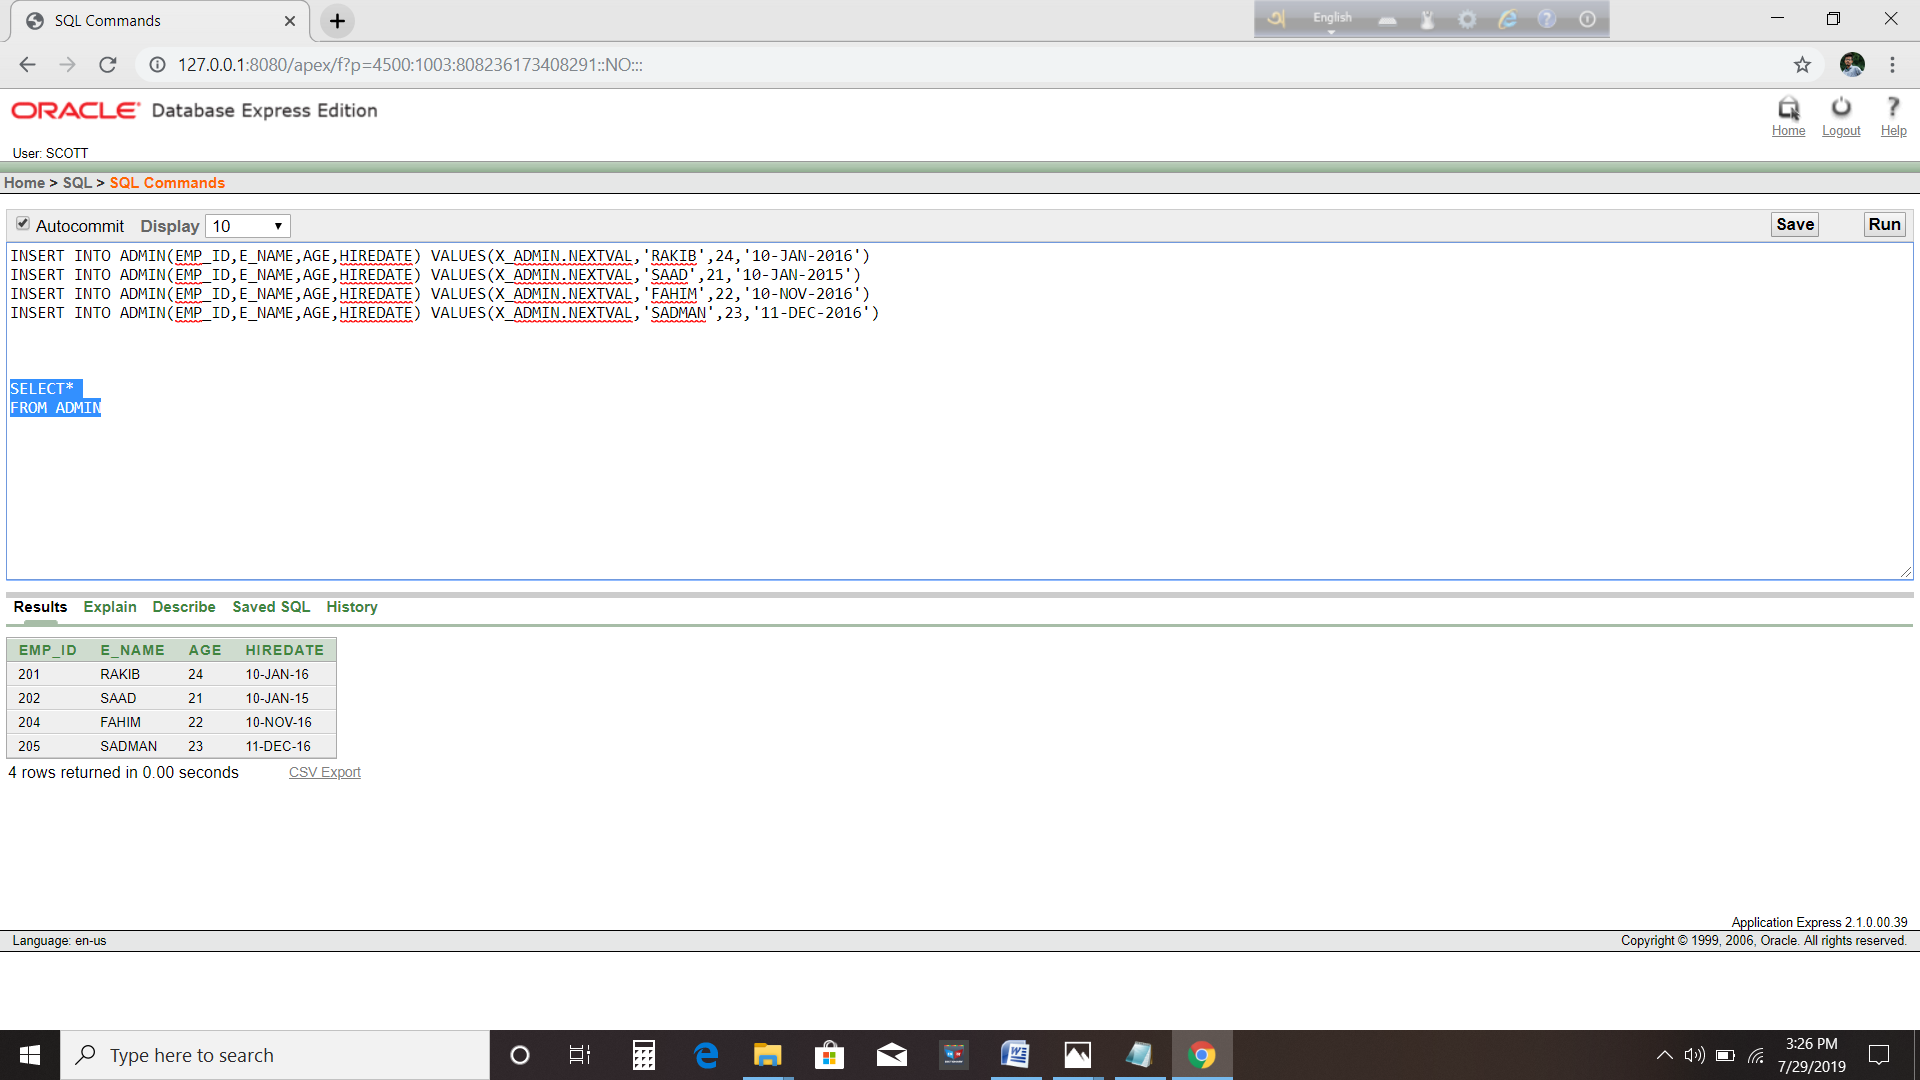 SQL Commands
English
127.0.0.1:8080/apex/f?p=4500:1003:808236173408291::NO:::
ORACLE Database Express Edition
Home Logout Help
User: SCOTT
Home > SQL > SQL Commands
Autocommit Display 10 Save Run
INSERT INTO ADMIN(EMP_ID,E_NAME,AGE,HIREDATE) VALUES(X_ADMIN.NEXTVAL,'RAKIB',24,'10-JAN-2016')
INSERT INTO ADMIN(EMP_ID,E_NAME,AGE,HIREDATE) VALUES(X_ADMIN.NEXTVAL,'SAAD',21,'10-JAN-2015')
INSERT INTO ADMIN(EMP_ID,E_NAME,AGE,HIREDATE) VALUES(X_ADMIN.NEXTVAL,'FAHIM',22,'10-NOV-2016')
INSERT INTO ADMIN(EMP_ID,E_NAME,AGE,HIREDATE) VALUES(X_ADMIN.NEXTVAL,'SADMAN',23,'11-DEC-2016')
SELECT*
FROM ADMIN
Results Explain Describe Saved SQL History
EMP_ID E_NAME AGE HIREDATE
201 RAKIB 24 10-JAN-16
202 SAAD 21 10-JAN-15
204 FAHIM 22 10-NOV-16
205 SADMAN 23 11-DEC-16
4 rows returned in 0.00 seconds CSV Export
Application Express 2.1.0.00.39
Language: en-us Copyright © 1999, 2006, Oracle. All rights reserved.
Type here to search
3:26 PM
7/29/2019